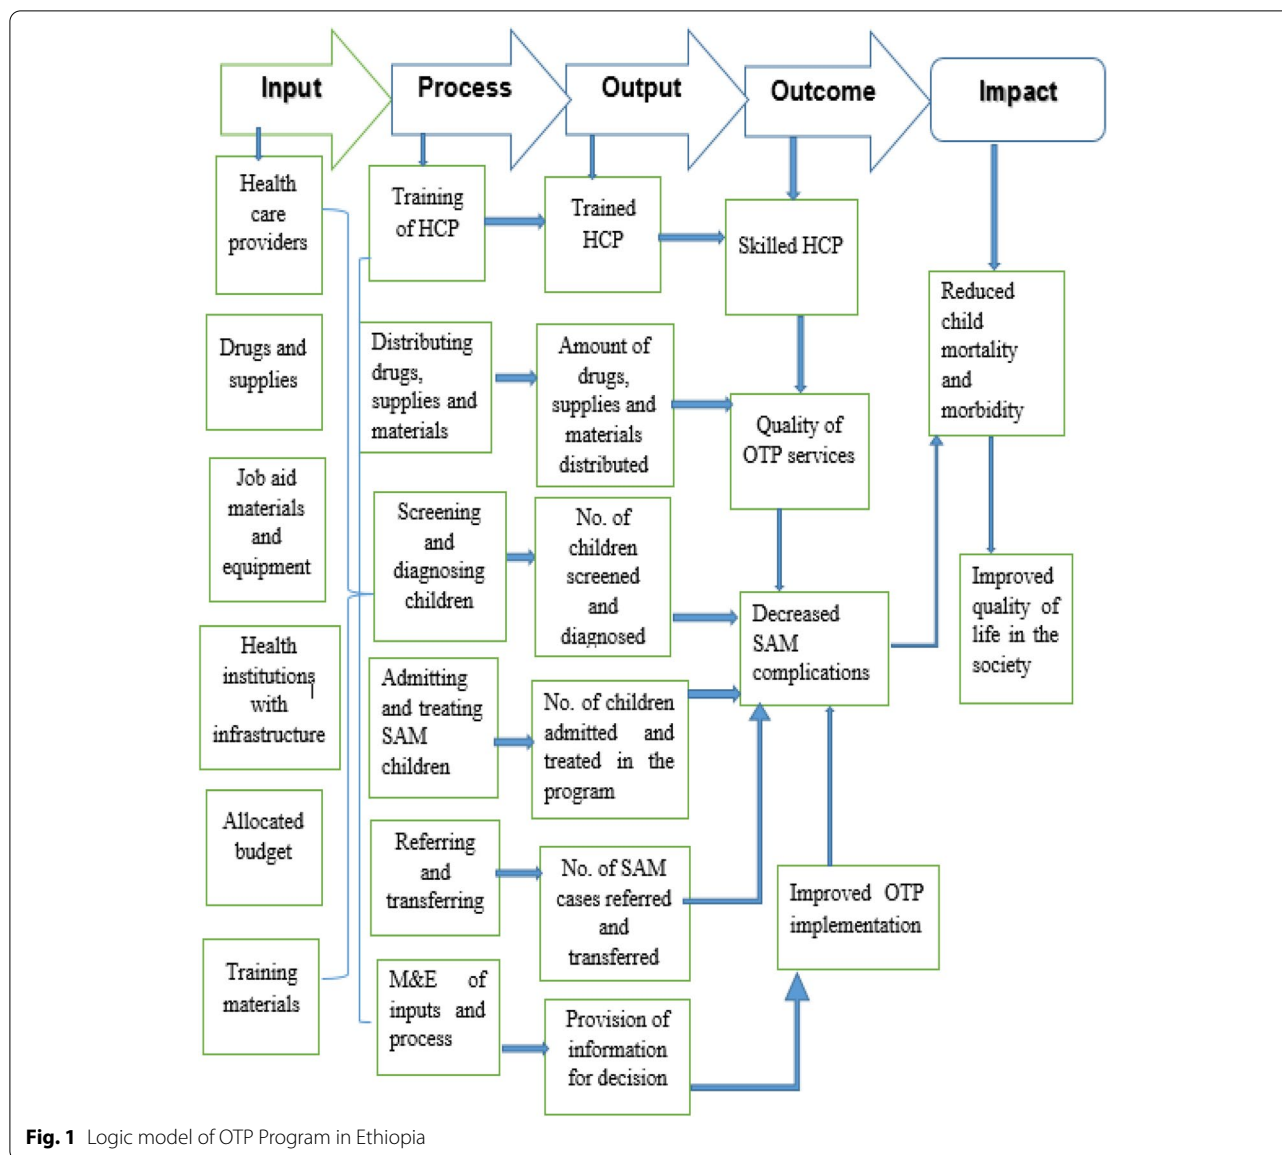 Input
Process
Output
Outcome
Impact
Health
care
providers
Drugs and
supplies
Job aid
materials
and
equipment
Health
institutions
with
infrastructure
Allocated
budget
Training
materials
Training
of HCP
Distributing
drugs,
supplies and
materials
Screening
and
diagnosing
children
Admitting
and treating
SAM
children
Referring
and
transferring
M&E of
inputs and
process
Trained
HCP
Amount of
drugs,
supplies and
materials
distributed
No. of
children
screened
and
diagnosed
No. of children
admitted and
treated in the
program
No. of SAM
cases referred
and
transferred
Provision of
information
for decision
Skilled HCP
Quality of
OTP services
Decreased
SAM
complications
Improved OTP
implementation
Reduced
child
mortality
and
morbidity
Improved
quality of
life in the
society
Fig. 1 Logic model of OTP Program in Ethiopia